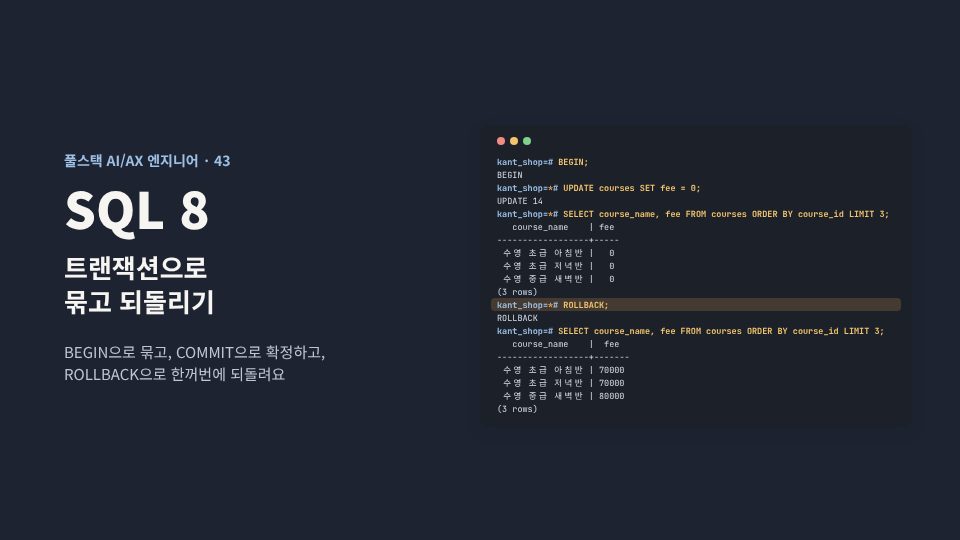 풀스택 AI/AX 엔지니어 · 43
SQL 8
트랜잭션으로
묶고 되돌리기
BEGIN으로 묶고, COMMIT으로 확정하고,
ROLLBACK으로 한꺼번에 되돌려요
kant_shop=# BEGIN;
BEGIN
kant_shop=*# UPDATE courses SET fee = 0;
UPDATE 14
kant_shop=*# SELECT course_name, fee FROM courses ORDER BY course_id LIMIT 3;
course_name | fee
------------------+-----
수영 초급 아침반 | 0
수영 초급 저녁반 | 0
수영 중급 새벽반 | 0
(3 rows)
kant_shop=*# ROLLBACK;
ROLLBACK
kant_shop=# SELECT course_name, fee FROM courses ORDER BY course_id LIMIT 3;
course_name | fee
------------------+-------
수영 초급 아침반 | 70000
수영 초급 저녁반 | 70000
수영 중급 새벽반 | 80000
(3 rows)